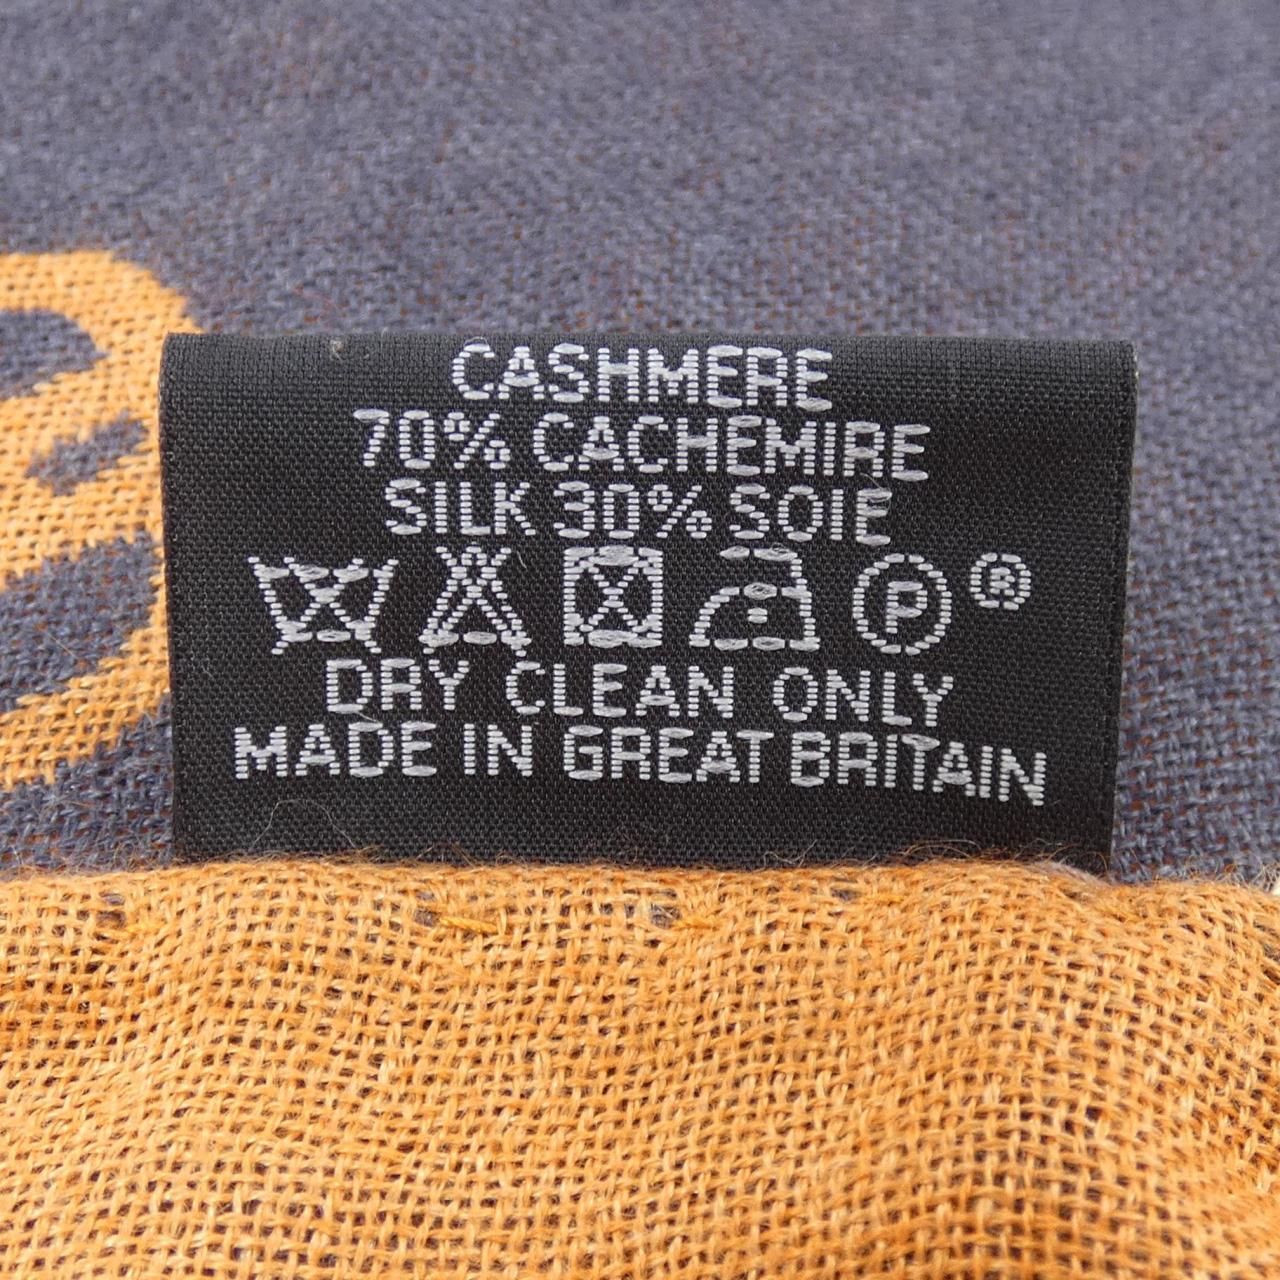 CASHMERE
70% CACHEMIRE
SILK 30% SOIE
P ®
DRY CLEAN ONLY
MADE IN GREAT BRITAIN